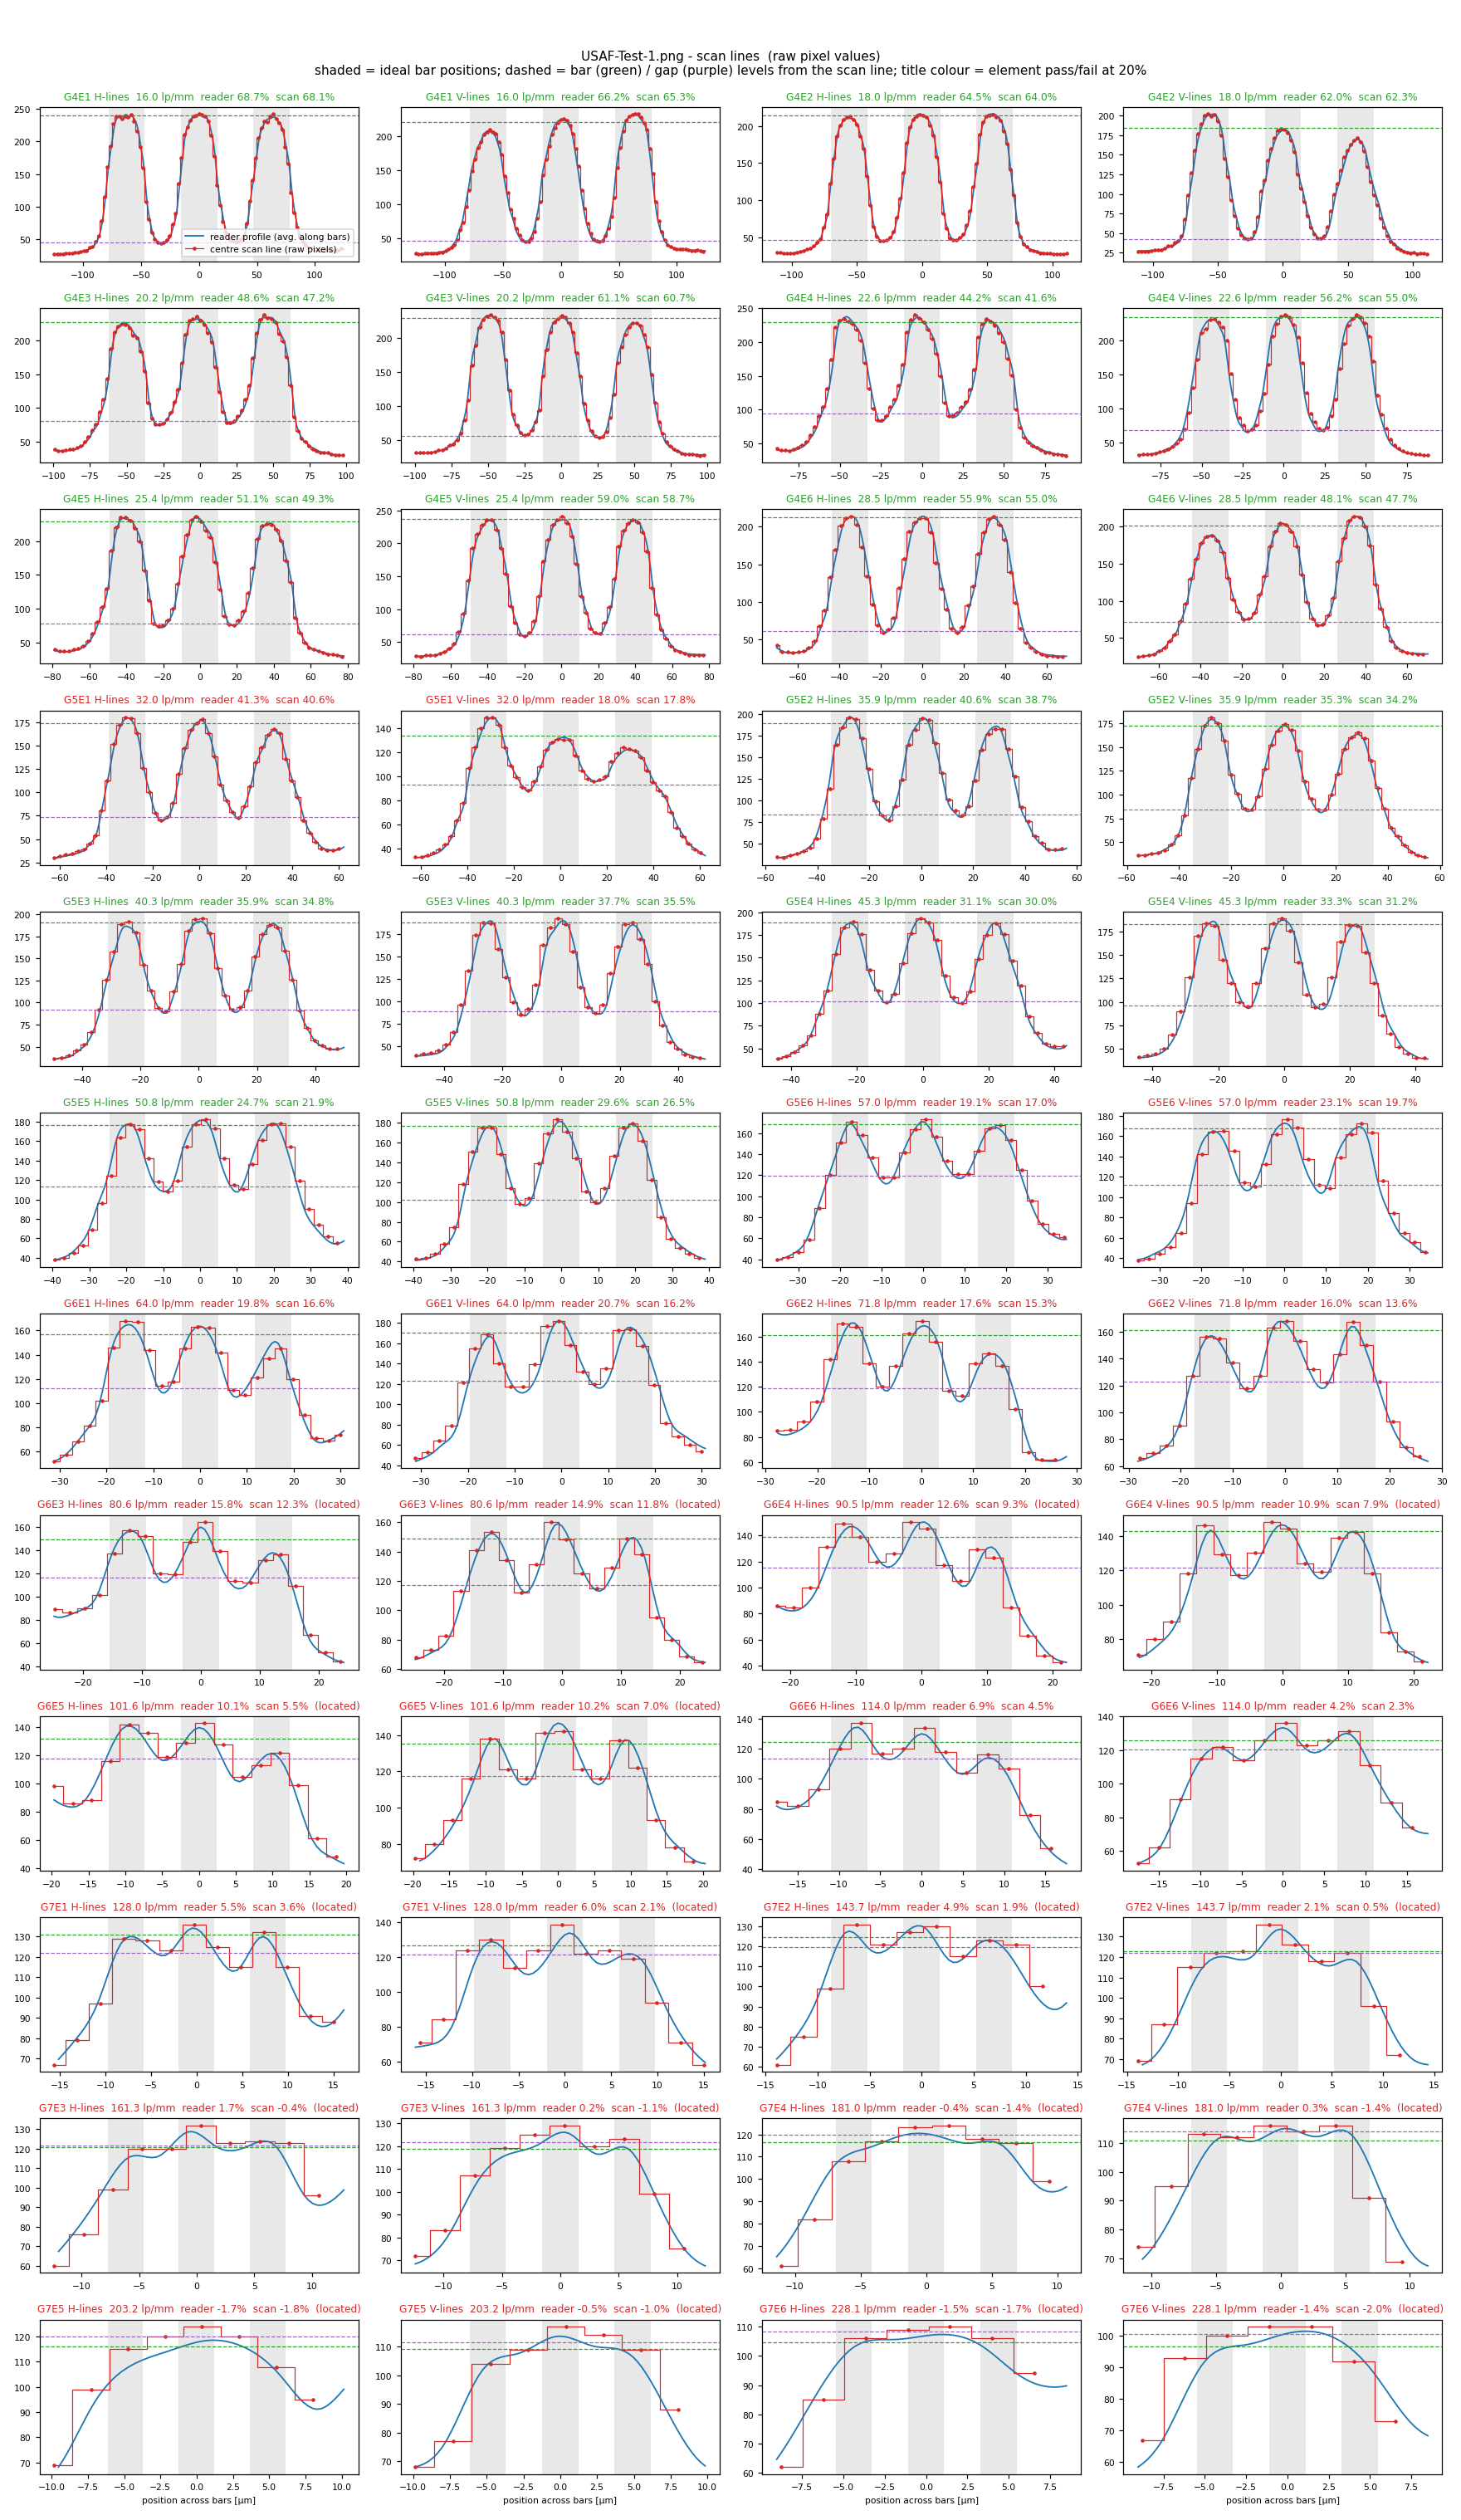 USAF-Test-1.png - scan lines  (raw pixel values)
shaded = ideal bar positions; dashed = bar (green) / gap (purple) levels from the scan line; title colour = element pass/fail at 20%
G4E1 H-lines  16.0 lp/mm  reader 68.7%  scan 68.1%
G4E1 V-lines  16.0 lp/mm  reader 66.2%  scan 65.3%
G4E2 H-lines  18.0 lp/mm  reader 64.5%  scan 64.0%
G4E2 V-lines  18.0 lp/mm  reader 62.0%  scan 62.3%
reader profile (avg. along bars)
centre scan line (raw pixels)
G4E3 H-lines  20.2 lp/mm  reader 48.6%  scan 47.2%
G4E3 V-lines  20.2 lp/mm  reader 61.1%  scan 60.7%
G4E4 H-lines  22.6 lp/mm  reader 44.2%  scan 41.6%
G4E4 V-lines  22.6 lp/mm  reader 56.2%  scan 55.0%
G4E5 H-lines  25.4 lp/mm  reader 51.1%  scan 49.3%
G4E5 V-lines  25.4 lp/mm  reader 59.0%  scan 58.7%
G4E6 H-lines  28.5 lp/mm  reader 55.9%  scan 55.0%
G4E6 V-lines  28.5 lp/mm  reader 48.1%  scan 47.7%
G5E1 H-lines  32.0 lp/mm  reader 41.3%  scan 40.6%
G5E1 V-lines  32.0 lp/mm  reader 18.0%  scan 17.8%
G5E2 H-lines  35.9 lp/mm  reader 40.6%  scan 38.7%
G5E2 V-lines  35.9 lp/mm  reader 35.3%  scan 34.2%
G5E3 H-lines  40.3 lp/mm  reader 35.9%  scan 34.8%
G5E3 V-lines  40.3 lp/mm  reader 37.7%  scan 35.5%
G5E4 H-lines  45.3 lp/mm  reader 31.1%  scan 30.0%
G5E4 V-lines  45.3 lp/mm  reader 33.3%  scan 31.2%
G5E5 H-lines  50.8 lp/mm  reader 24.7%  scan 21.9%
G5E5 V-lines  50.8 lp/mm  reader 29.6%  scan 26.5%
G5E6 H-lines  57.0 lp/mm  reader 19.1%  scan 17.0%
G5E6 V-lines  57.0 lp/mm  reader 23.1%  scan 19.7%
G6E1 H-lines  64.0 lp/mm  reader 19.8%  scan 16.6%
G6E1 V-lines  64.0 lp/mm  reader 20.7%  scan 16.2%
G6E2 H-lines  71.8 lp/mm  reader 17.6%  scan 15.3%
G6E2 V-lines  71.8 lp/mm  reader 16.0%  scan 13.6%
G6E3 H-lines  80.6 lp/mm  reader 15.8%  scan 12.3%  (located)
G6E3 V-lines  80.6 lp/mm  reader 14.9%  scan 11.8%  (located)
G6E4 H-lines  90.5 lp/mm  reader 12.6%  scan 9.3%  (located)
G6E4 V-lines  90.5 lp/mm  reader 10.9%  scan 7.9%  (located)
G6E5 H-lines  101.6 lp/mm  reader 10.1%  scan 5.5%  (located)
G6E5 V-lines  101.6 lp/mm  reader 10.2%  scan 7.0%  (located)
G6E6 H-lines  114.0 lp/mm  reader 6.9%  scan 4.5%
G6E6 V-lines  114.0 lp/mm  reader 4.2%  scan 2.3%
G7E1 H-lines  128.0 lp/mm  reader 5.5%  scan 3.6%  (located)
G7E1 V-lines  128.0 lp/mm  reader 6.0%  scan 2.1%  (located)
G7E2 H-lines  143.7 lp/mm  reader 4.9%  scan 1.9%  (located)
G7E2 V-lines  143.7 lp/mm  reader 2.1%  scan 0.5%  (located)
G7E3 H-lines  161.3 lp/mm  reader 1.7%  scan -0.4%  (located)
G7E3 V-lines  161.3 lp/mm  reader 0.2%  scan -1.1%  (located)
G7E4 H-lines  181.0 lp/mm  reader -0.4%  scan -1.4%  (located)
G7E4 V-lines  181.0 lp/mm  reader 0.3%  scan -1.4%  (located)
G7E5 H-lines  203.2 lp/mm  reader -1.7%  scan -1.8%  (located)
G7E5 V-lines  203.2 lp/mm  reader -0.5%  scan -1.0%  (located)
G7E6 H-lines  228.1 lp/mm  reader -1.5%  scan -1.7%  (located)
G7E6 V-lines  228.1 lp/mm  reader -1.4%  scan -2.0%  (located)
position across bars [µm]
position across bars [µm]
position across bars [µm]
position across bars [µm]